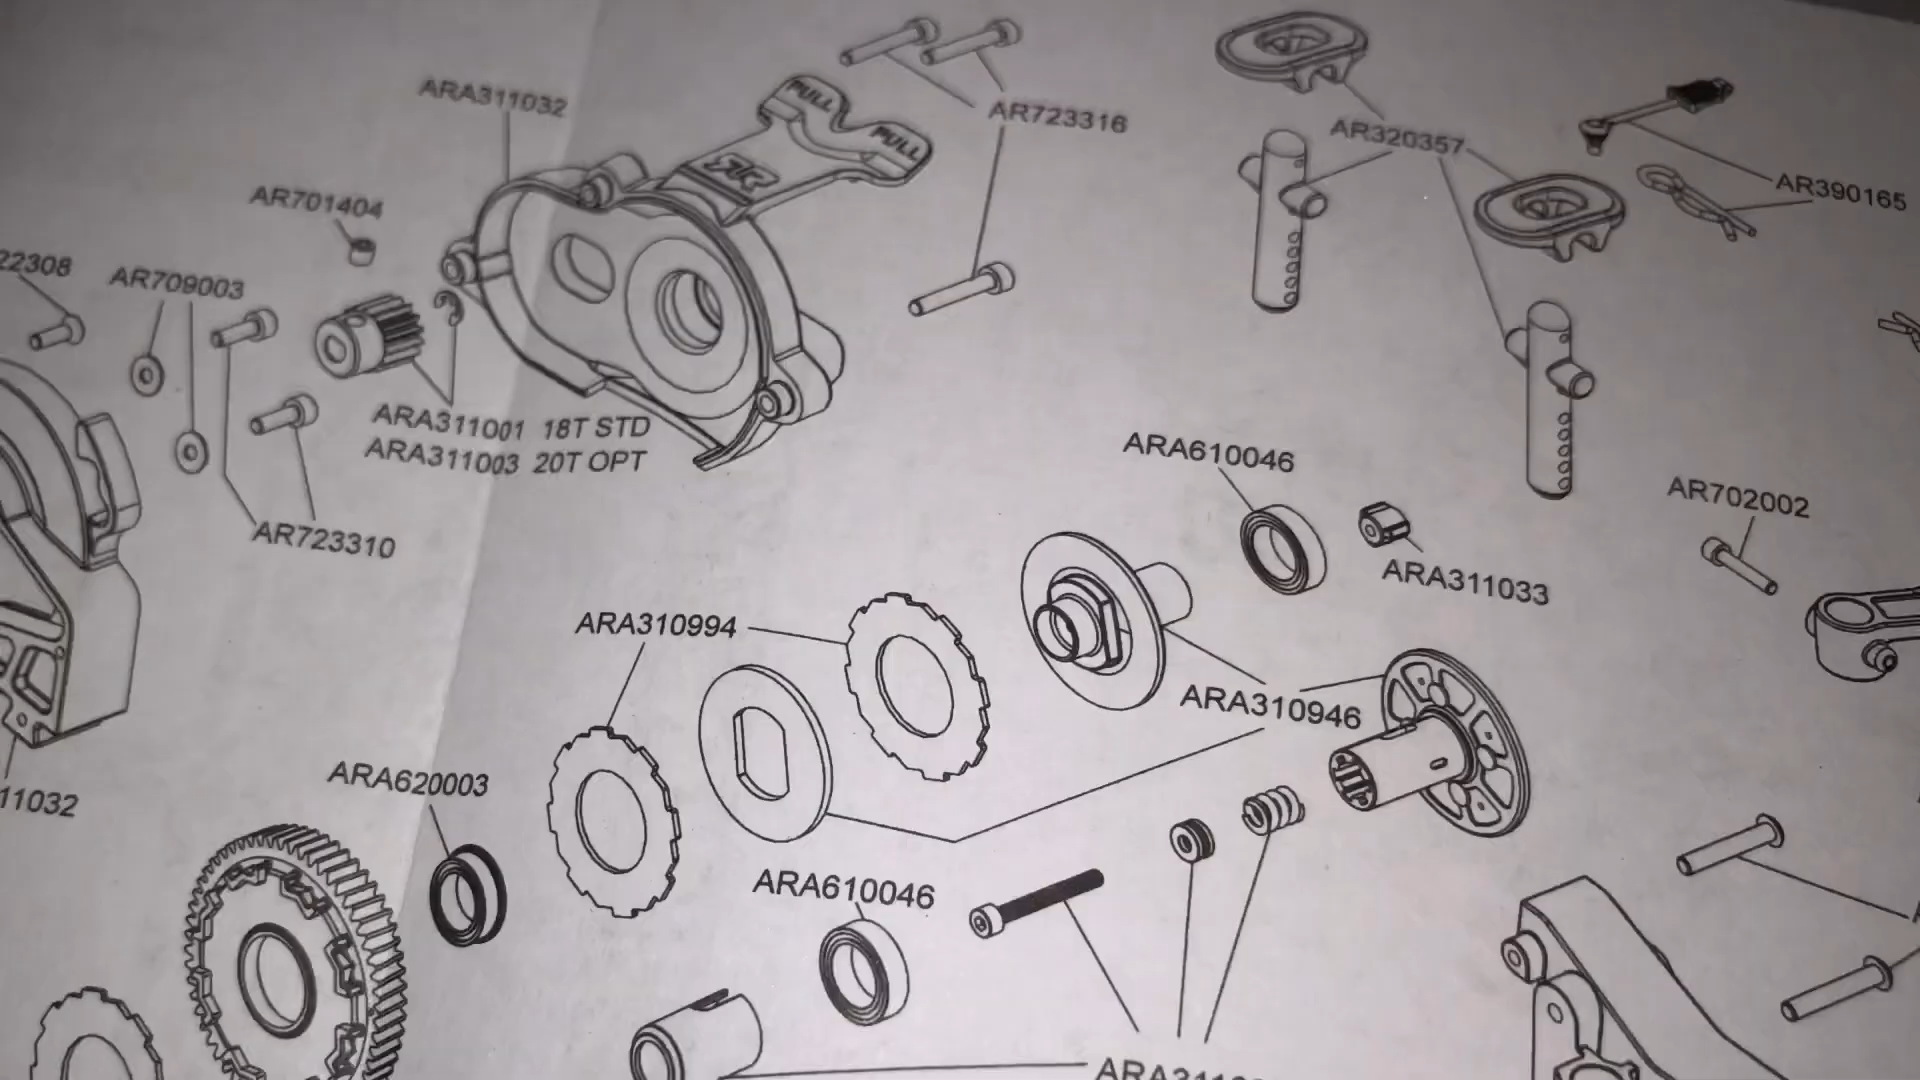 ARA311032
PULL
PULL
AR723316
AR320357
AR390165
AR701404
22308
AR709003
ARA311001 18T STD
ARA311003 20T OPT
AR723310
ARA610046
AR702002
ARA311033
ARA310994
ARA310946
ARA620003
11032
ARA610046